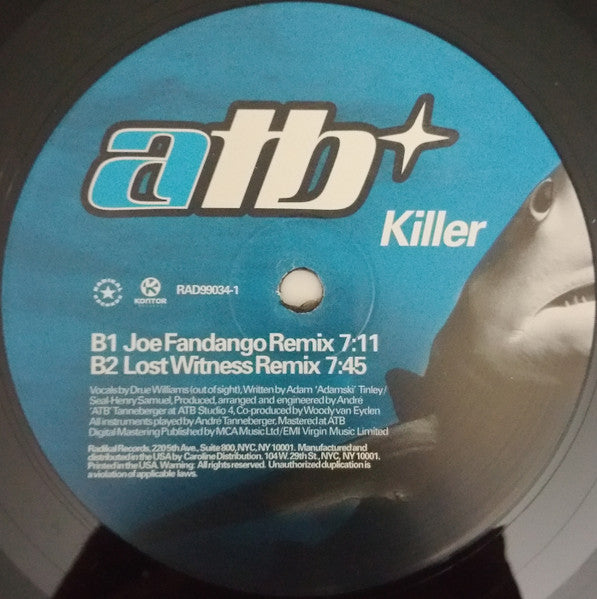 atb
Killer
RADIKAL RECORDS
KONTOR
RECORDS
RAD99034-1
B1 Joe Fandango Remix 7:11
B2 Lost Witness Remix 7:45
Vocals by Drue Williams (out of sight), Written by Adam 'Adamski' Tinley /
Seal-Henry Samuel, Produced, arranged and engineered by André
'ATB' Tanneberger at ATB Studio 4, Co-produced by Woody van Eyden
All instruments played by André Tanneberger, Mastered at ATB
Digital Mastering Published by MCA Music Ltd / EMI Virgin Music Limited
Radikal Records, 220 5th Ave., Suite 800, NYC, NY 10001. Manufactured and
distributed in the USA by Caroline Distribution. 104 W. 29th St., NYC, NY 10001.
Printed in the USA. Warning: All rights reserved. Unauthorized duplication is
a violation of applicable laws.